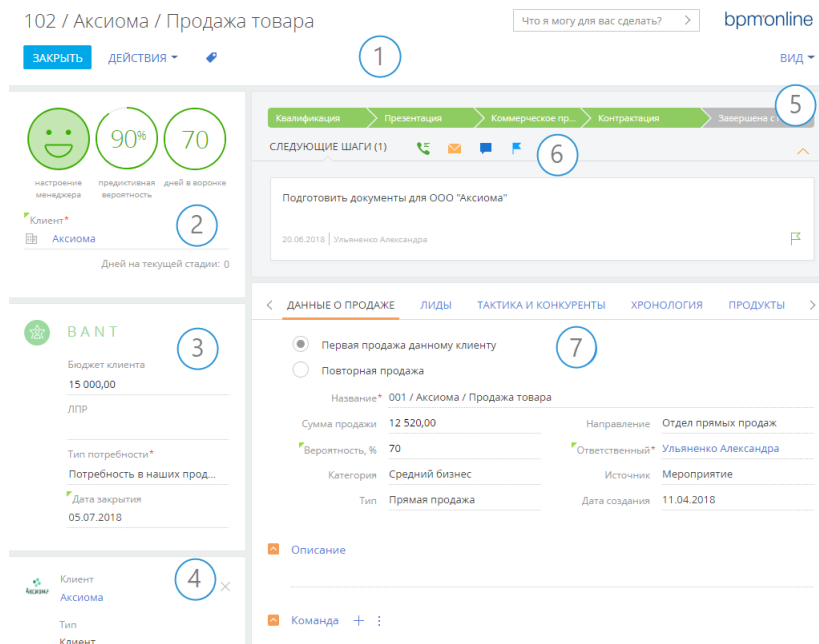 102 / Аксиома / Продажа товара
Что я могу для вас сделать? >
bpmonline
ЗАКРЫТЬ
ДЕЙСТВИЯ
1
ВИД
90%
70
настроение менеджера
предиктивная вероятность
дней в воронке
Клиент*
2
Аксиома
Дней на текущей стадии: 0
BANT
3
Бюджет клиента
15 000,00
ЛПР
Тип потребности*
Потребность в наших прод...
Дата закрытия
05.07.2018
Аксиома
Клиент
4
Аксиома
Тип
Клиент
Квалификация
Презентация
Коммерческое пр...
Контрактация
Завершена с
5
СЛЕДУЮЩИЕ ШАГИ (1)
6
Подготовить документы для ООО "Аксиома"
20.06.2018 | Ульяненко Александра
< ДАННЫЕ О ПРОДАЖЕ ЛИДЫ ТАКТИКА И КОНКУРЕНТЫ ХРОНОЛОГИЯ ПРОДУКТЫ >
Первая продажа данному клиенту
7
Повторная продажа
Название* 001 / Аксиома / Продажа товара
Сумма продажи 12 520,00
Направление Отдел прямых продаж
Вероятность, % 70
Ответственный* Ульяненко Александра
Категория Средний бизнес
Источник Мероприятие
Тип Прямая продажа
Дата создания 11.04.2018
Описание
Команда + ⋮